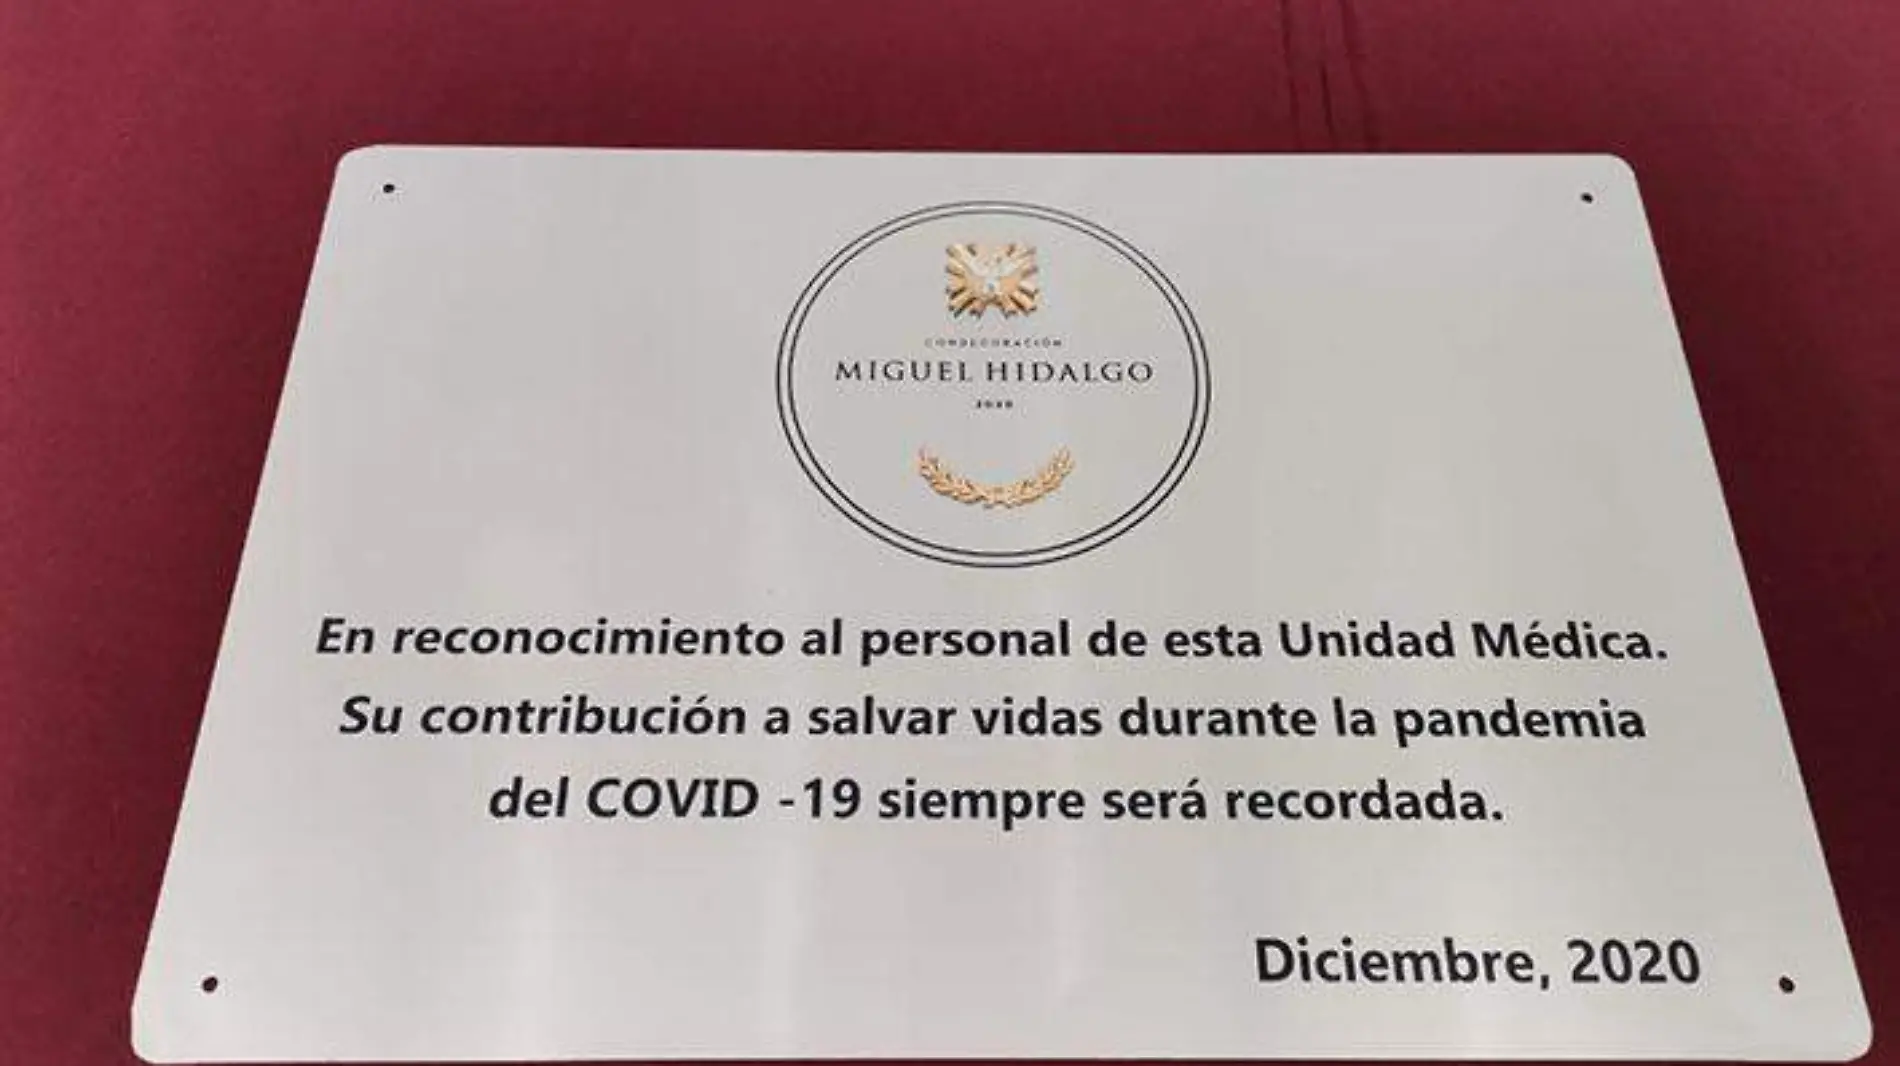 CONDECORACIÓN
MIGUEL HIDALGO
2020
En reconocimiento al personal de esta Unidad Médica.
Su contribución a salvar vidas durante la pandemia
del COVID -19 siempre será recordada.
Diciembre, 2020